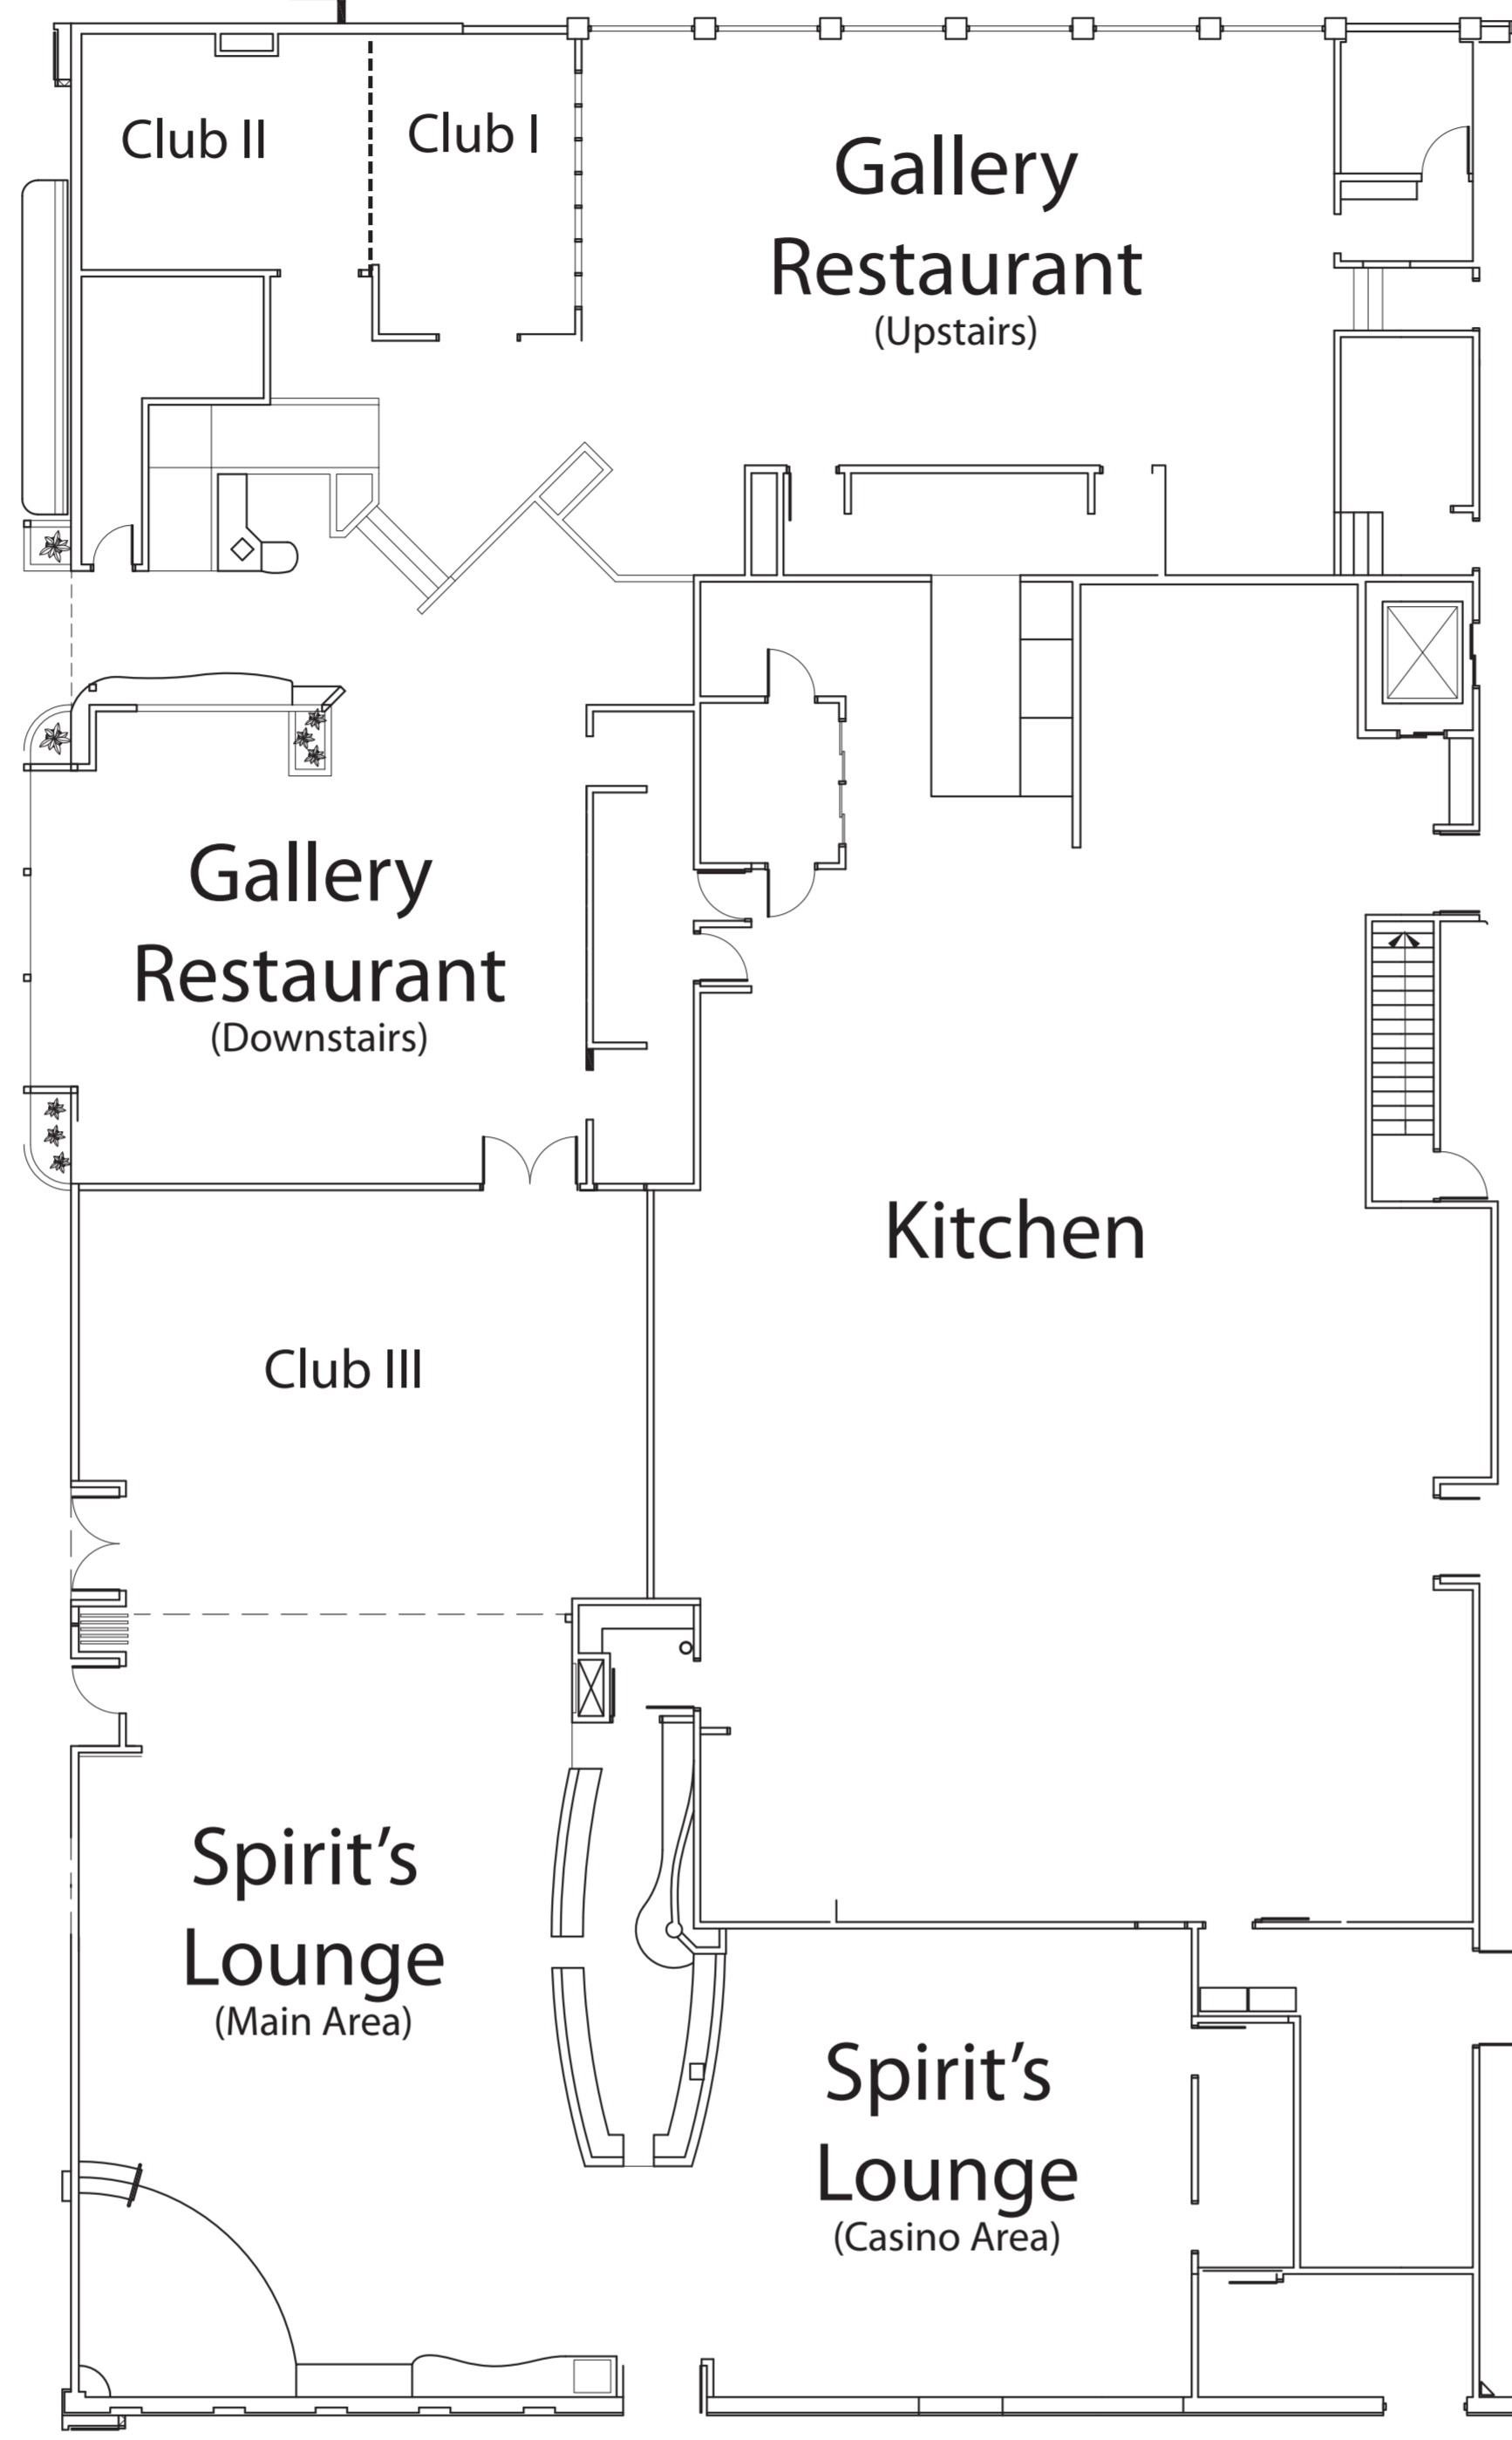 Club II
Club I
Gallery
Restaurant
(Upstairs)
Gallery
Restaurant
(Downstairs)
Kitchen
Club III
Spirit’s
Lounge
(Main Area)
Spirit’s
Lounge
(Casino Area)